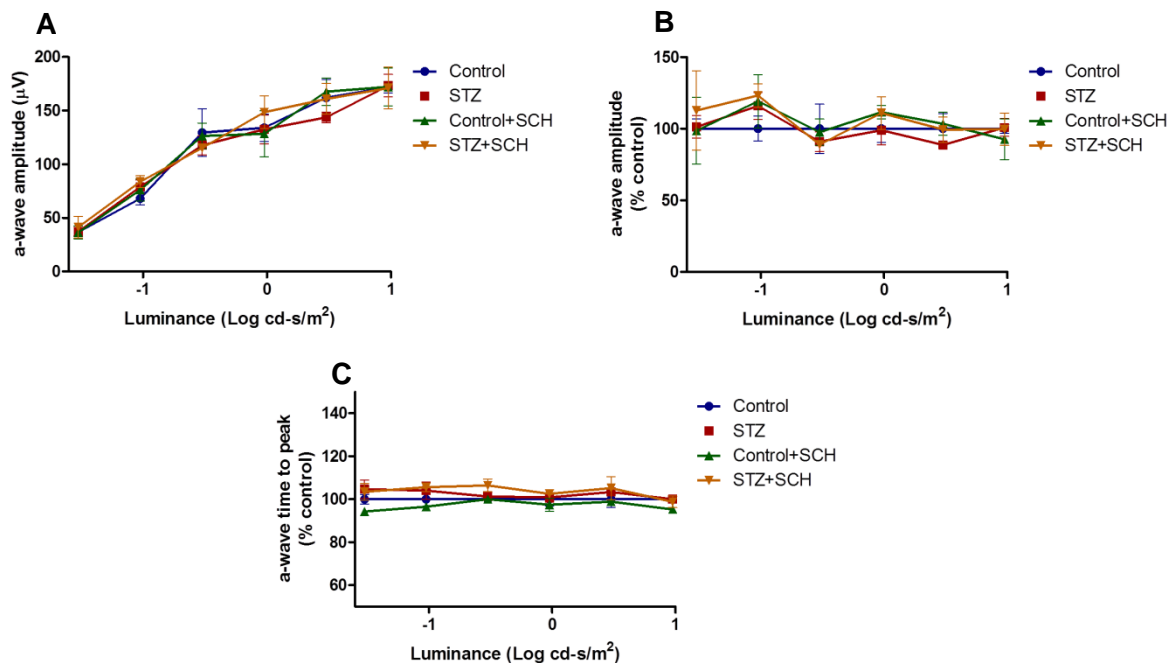 A
200
150
100
50
0
a-wave amplitude (μV)
-1 0 1
Luminance (Log cd-s/m²)
Control
STZ
Control+SCH
STZ+SCH
B
150
100
50
0
a-wave amplitude
(% control)
-1 0 1
Luminance (Log cd-s/m²)
Control
STZ
Control+SCH
STZ+SCH
C
140
120
100
80
60
a-wave time to peak
(% control)
-1 0 1
Luminance (Log cd-s/m²)
Control
STZ
Control+SCH
STZ+SCH